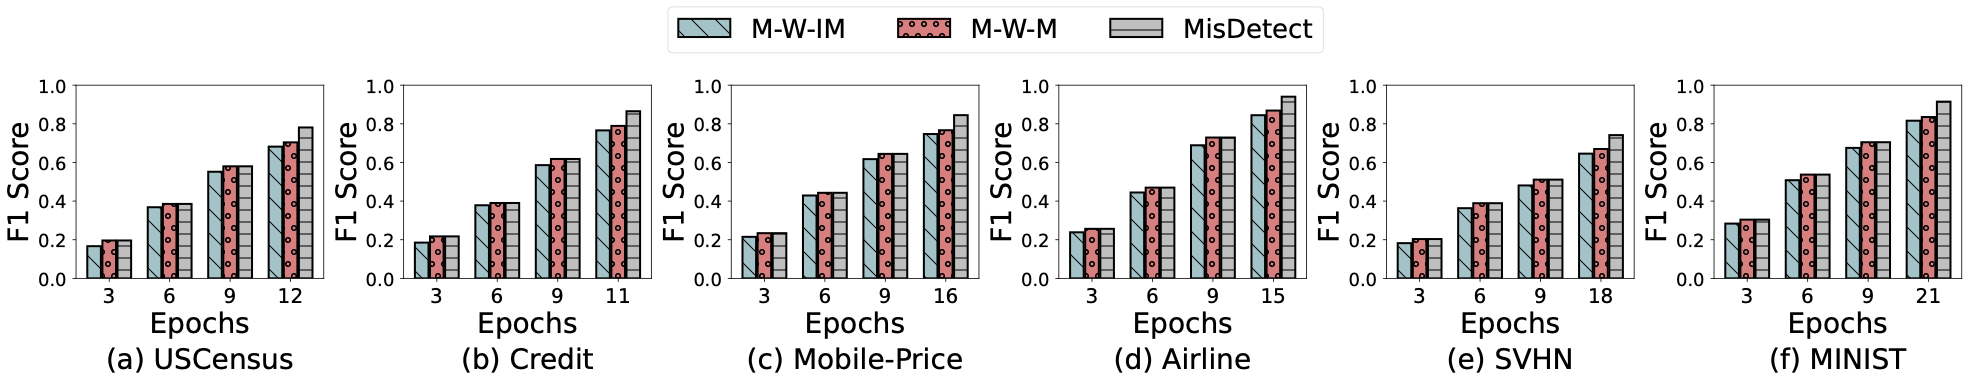 M-W-IM M-W-M MisDetect
F1 Score
1.0
0.8
0.6
0.4
0.2
0.0
3 6 9 12
Epochs
(a) USCensus
F1 Score
1.0
0.8
0.6
0.4
0.2
0.0
3 6 9 11
Epochs
(b) Credit
F1 Score
1.0
0.8
0.6
0.4
0.2
0.0
3 6 9 16
Epochs
(c) Mobile-Price
F1 Score
1.0
0.8
0.6
0.4
0.2
0.0
3 6 9 15
Epochs
(d) Airline
F1 Score
1.0
0.8
0.6
0.4
0.2
0.0
3 6 9 18
Epochs
(e) SVHN
F1 Score
1.0
0.8
0.6
0.4
0.2
0.0
3 6 9 21
Epochs
(f) MINIST